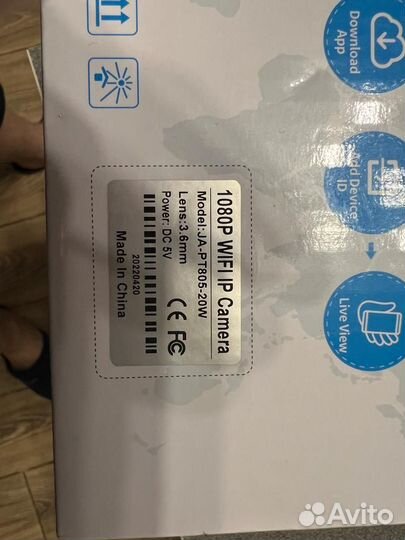 Download
App
Add Device
ID
Live View
1080P WIFI IP Camera
Model:JA-PT805-20W
Lens:3.6mm
Power: DC 5V
CE FC
20220420
Made In China
Avito